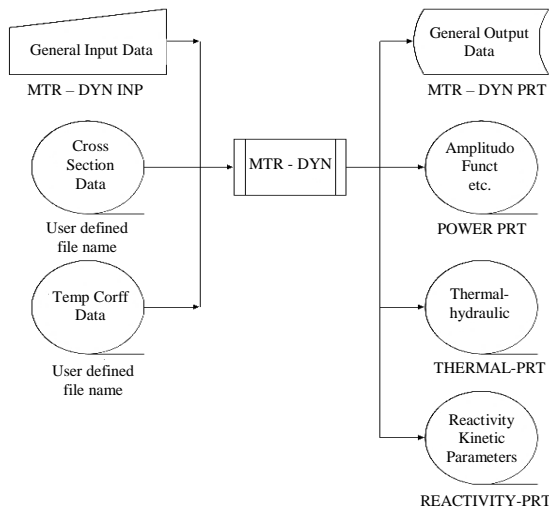 General Input Data
MTR – DYN INP
Cross
Section
Data
User defined
file name
Temp Corff
Data
User defined
file name
MTR - DYN
General Output
Data
MTR – DYN PRT
Amplitudo
Funct
etc.
POWER PRT
Thermal-
hydraulic
THERMAL-PRT
Reactivity
Kinetic
Parameters
REACTIVITY-PRT